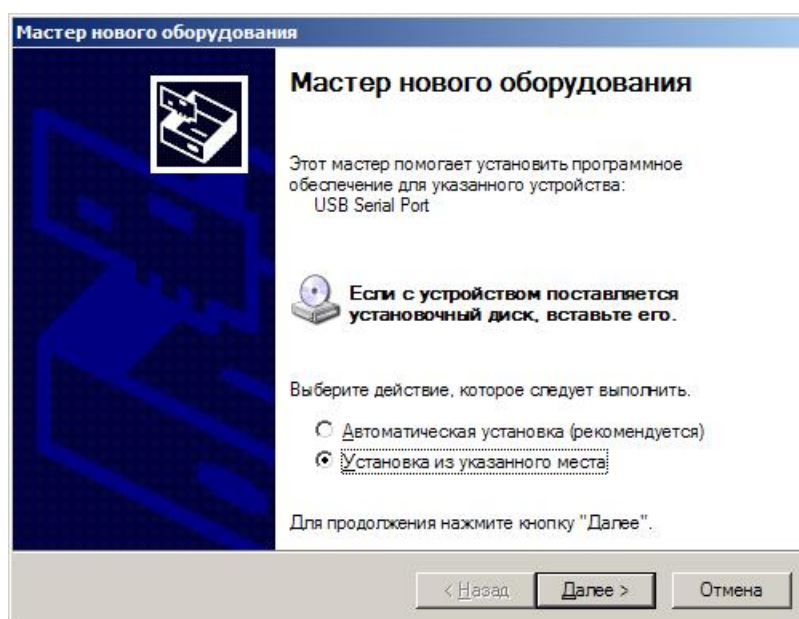 Мастер нового оборудования
Мастер нового оборудования
Этот мастер помогает установить программное
обеспечение для указанного устройства:
USB Serial Port
Если с устройством поставляется
установочный диск, вставьте его.
Выберите действие, которое следует выполнить.
Автоматическая установка (рекомендуется)
Установка из указанного места
Для продолжения нажмите кнопку "Далее".
< Назад Далее > Отмена